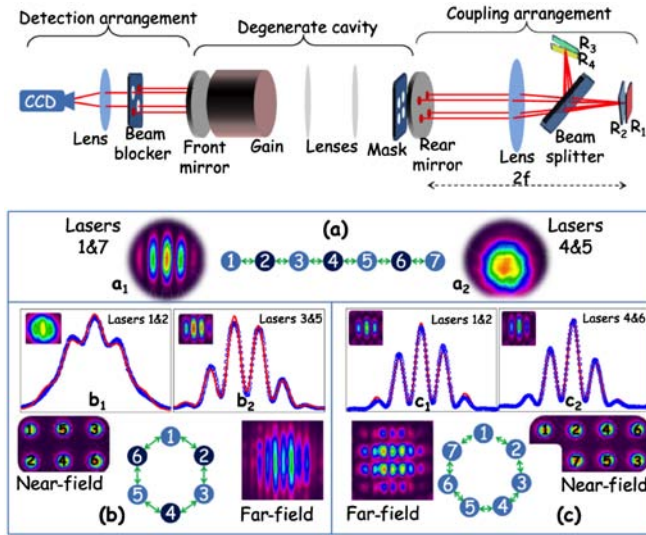 Detection arrangement
Degenerate cavity
Coupling arrangement
CCD
Lens
Beam
blocker
Front
mirror
Gain
Lenses
Mask
Rear
mirror
Lens
2f
Beam
splitter
R3
R4
R2 R1
Lasers
1&7
a1
(a)
1 2 3 4 5 6 7
Lasers
4&5
a2
Lasers 1&2
b1
Lasers 3&5
b2
Lasers 1&2
c1
Lasers 4&6
c2
1 5 3
2 4 6
Near-field
(b)
1
6 2
5 3
4
Far-field
Far-field
1
7 2
6 3
5 4
(c)
1 2 4 6
7 5 3
Near-field